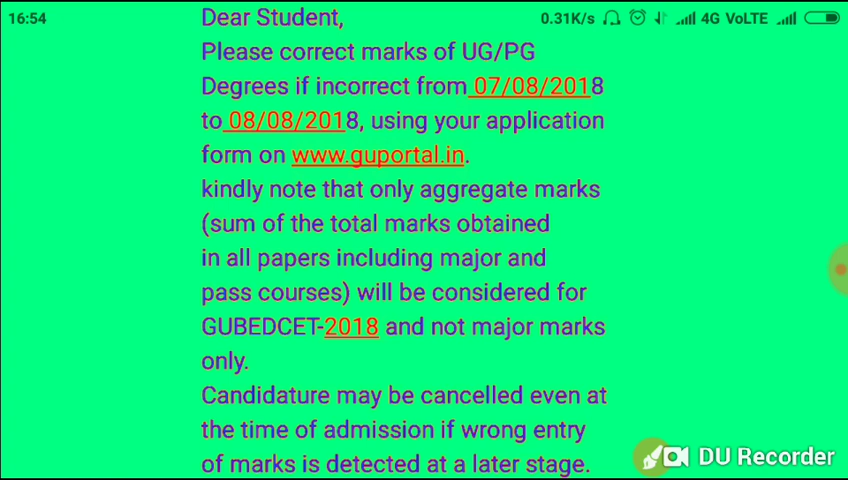 16:54
0.31K/s
4G VoLTE
Dear Student,
Please correct marks of UG/PG
Degrees if incorrect from 07/08/2018
to 08/08/2018, using your application
form on www.guportal.in.
kindly note that only aggregate marks
(sum of the total marks obtained
in all papers including major and
pass courses) will be considered for
GUBEDCET-2018 and not major marks
only.
Candidature may be cancelled even at
the time of admission if wrong entry
of marks is detected at a later stage.
DU Recorder